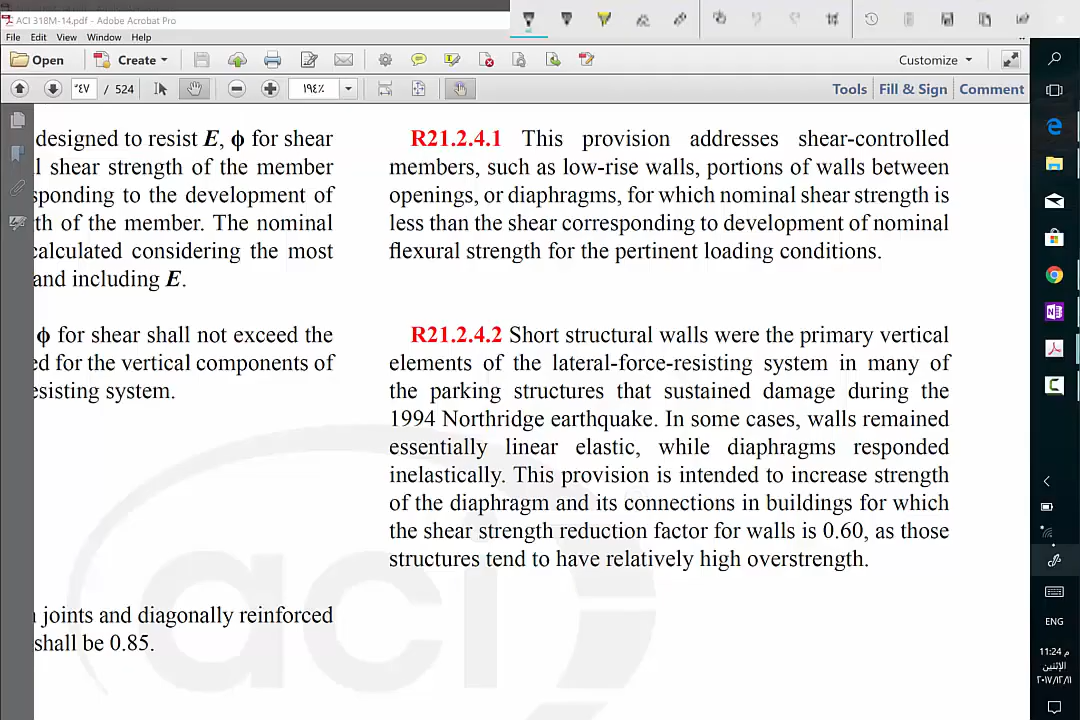 ACI 318M-14.pdf - Adobe Acrobat Pro
File Edit View Window Help
Open Create Customize
٣٤٧ / 524 ١٩٤٪ Tools Fill & Sign Comment
designed to resist E, ϕ for shear
l shear strength of the member
sponding to the development of
th of the member. The nominal
calculated considering the most
and including E.
ϕ for shear shall not exceed the
ed for the vertical components of
esisting system.
joints and diagonally reinforced
shall be 0.85.
R21.2.4.1 This provision addresses shear-controlled
members, such as low-rise walls, portions of walls between
openings, or diaphragms, for which nominal shear strength is
less than the shear corresponding to development of nominal
flexural strength for the pertinent loading conditions.
R21.2.4.2 Short structural walls were the primary vertical
elements of the lateral-force-resisting system in many of
the parking structures that sustained damage during the
1994 Northridge earthquake. In some cases, walls remained
essentially linear elastic, while diaphragms responded
inelastically. This provision is intended to increase strength
of the diaphragm and its connections in buildings for which
the shear strength reduction factor for walls is 0.60, as those
structures tend to have relatively high overstrength.
aci
ENG
11:24 م
الإثنين
٢٠١٧/١٢/١١